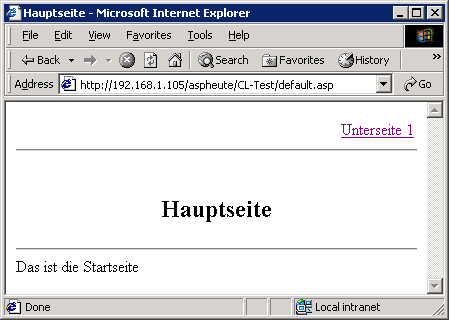 Hauptseite - Microsoft Internet Explorer
File Edit View Favorites Tools Help
Back Search Favorites History »
Address http://192.168.1.105/aspheute/CL-Test/default.asp Go
Unterseite 1
Hauptseite
Das ist die Startseite
Done Local intranet